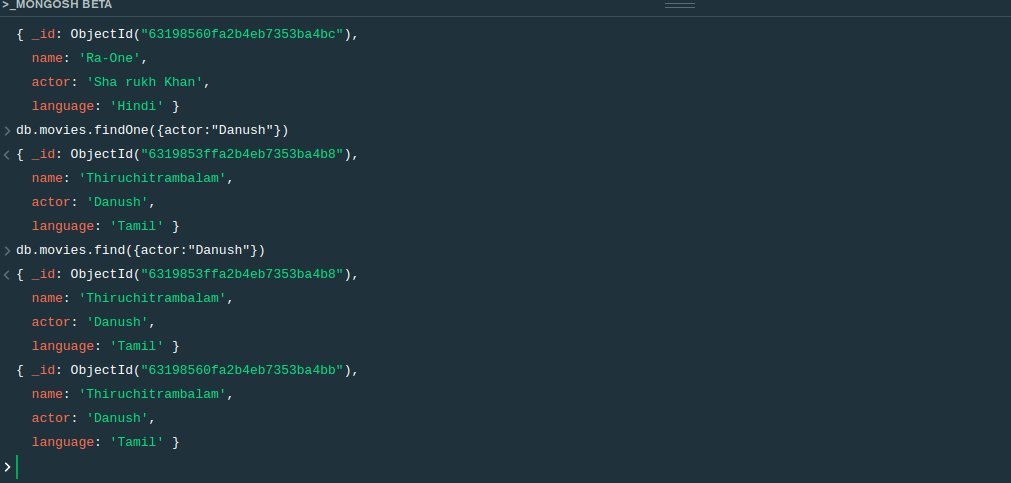 >_MONGOSH BETA
{ _id: ObjectId("63198560fa2b4eb7353ba4bc"),
name: 'Ra-One',
actor: 'Sha rukh Khan',
language: 'Hindi' }
> db.movies.findOne({actor:"Danush"})
< { _id: ObjectId("6319853ffa2b4eb7353ba4b8"),
name: 'Thiruchitrambalam',
actor: 'Danush',
language: 'Tamil' }
> db.movies.find({actor:"Danush"})
< { _id: ObjectId("6319853ffa2b4eb7353ba4b8"),
name: 'Thiruchitrambalam',
actor: 'Danush',
language: 'Tamil' }
{ _id: ObjectId("63198560fa2b4eb7353ba4bb"),
name: 'Thiruchitrambalam',
actor: 'Danush',
language: 'Tamil' }
>